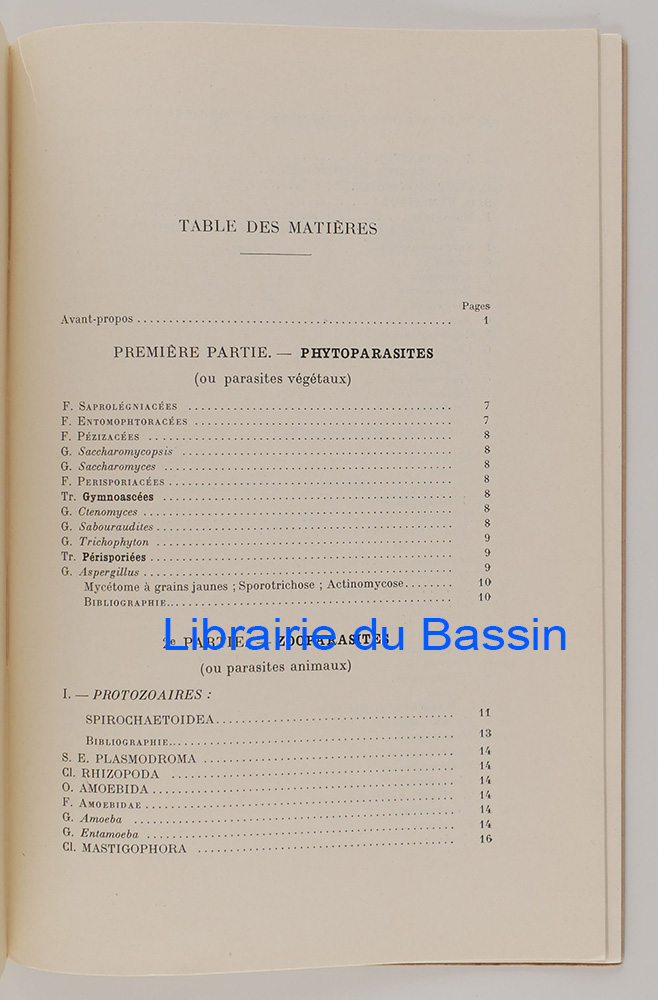 TABLE DES MATIÈRES
Pages
Avant-propos 1
PREMIÈRE PARTIE. — PHYTOPARASITES
(ou parasites végétaux)
F. SAPROLÉGNIACÉES 7
F. ENTOMOPHTORACÉES 7
F. PÉZIZACÉES 8
G. Saccharomycopsis 8
G. Saccharomyces 8
F. PERISPORIACÉES 8
Tr. Gymnoascées 8
G. Ctenomyces 8
G. Sabouraudites 8
G. Trichophyton 9
Tr. Périsporiées 9
G. Aspergillus 9
Mycétome à grains jaunes ; Sporotrichose ; Actinomycose 10
BIBLIOGRAPHIE 10
2e PARTIE. — ZOOPARASITES
Librairie du Bassin
(ou parasites animaux)
I. — PROTOZOAIRES :
SPIROCHAETOIDEA 11
BIBLIOGRAPHIE 13
S. E. PLASMODROMA 14
Cl. RHIZOPODA 14
O. AMOEBIDA 14
F. AMOEBIDAE 14
G. Amoeba 14
G. Entamoeba 14
Cl. MASTIGOPHORA 16